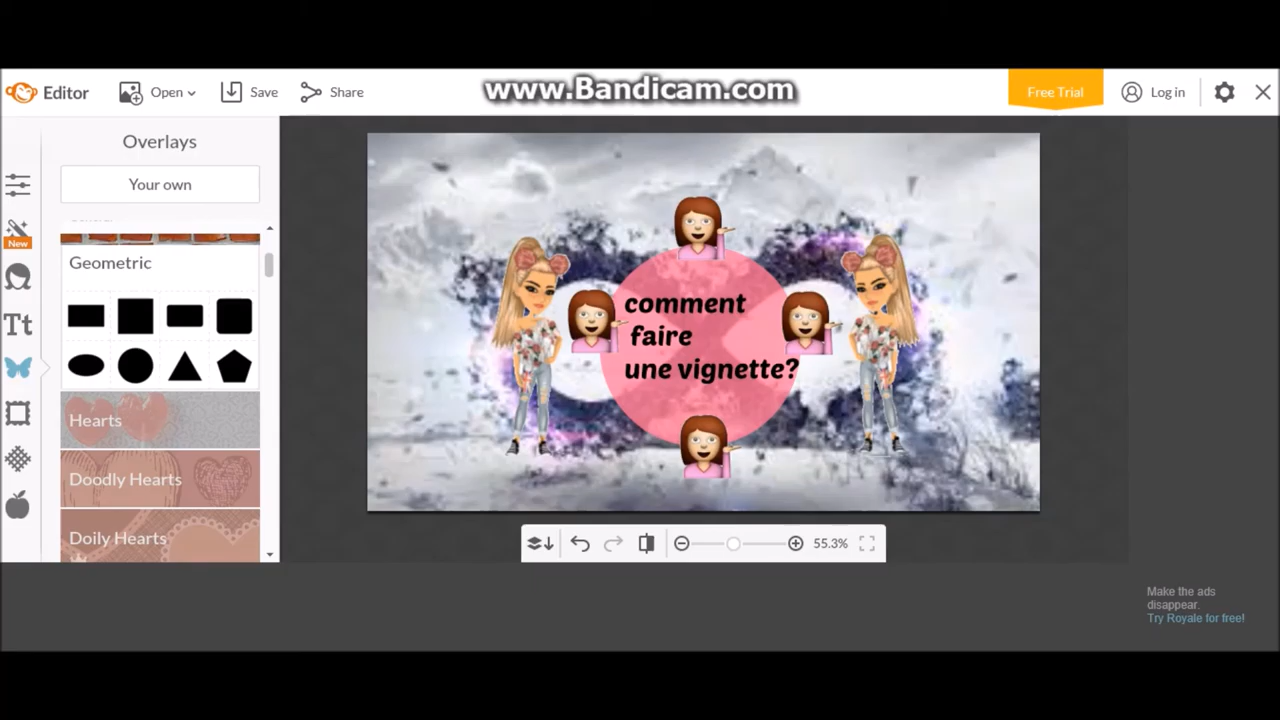 www.Bandicam.com
Editor
Open
Save
Share
Free Trial
Log in
Overlays
Your own
New
Geometric
Tt
Hearts
Doodly Hearts
Doily Hearts
comment
faire
une vignette?
55.3%
Make the ads
disappear.
Try Royale for free!